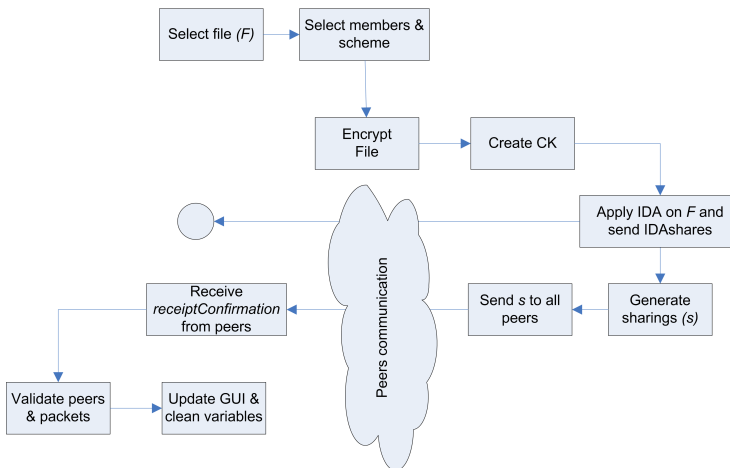 Select file (F)
Select members &
scheme
Encrypt
File
Create CK
Apply IDA on F and
send IDAshares
Generate
sharings (s)
Send s to all
peers
Peers communication
Receive
receiptConfirmation
from peers
Validate peers
& packets
Update GUI &
clean variables